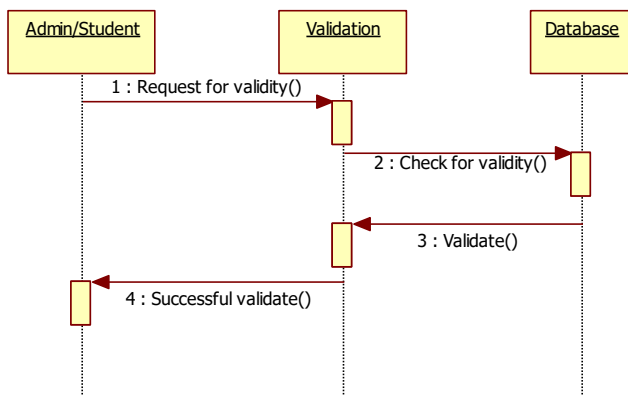 Admin/Student
Validation
Database
1 : Request for validity()
2 : Check for validity()
3 : Validate()
4 : Successful validate()